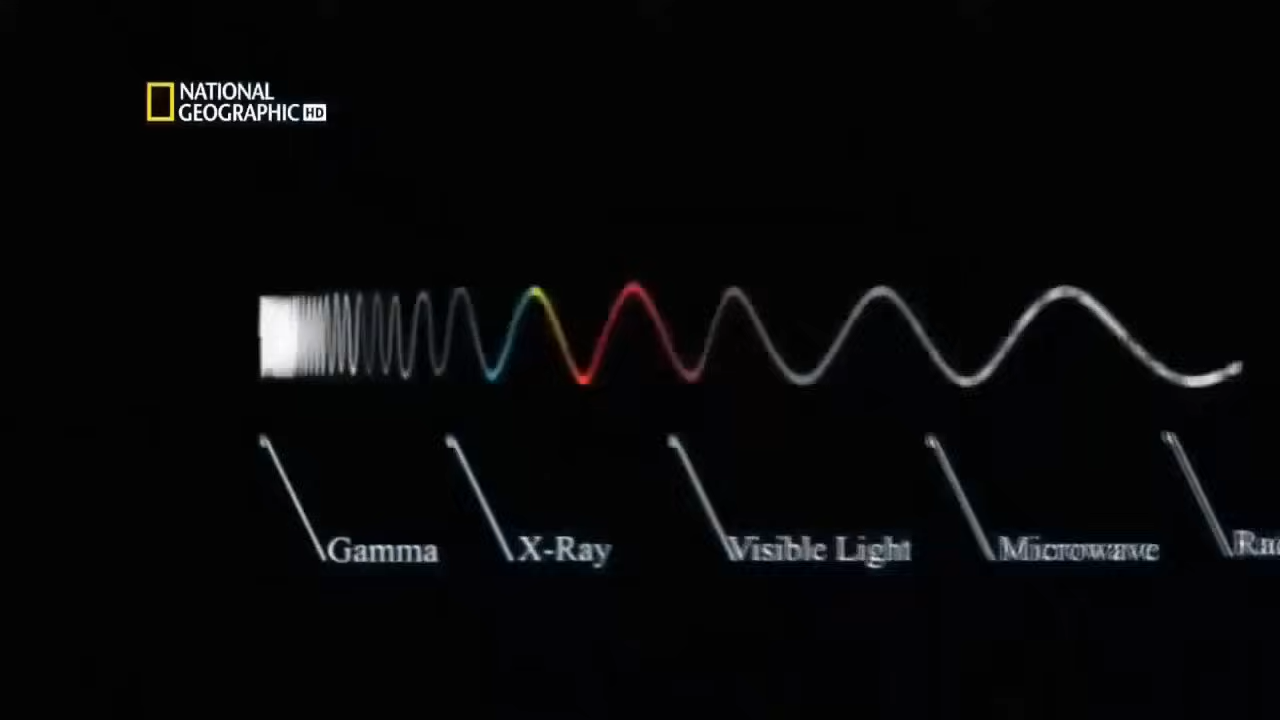 NATIONAL
GEOGRAPHIC HD
Gamma
X-Ray
Visible Light
Microwave